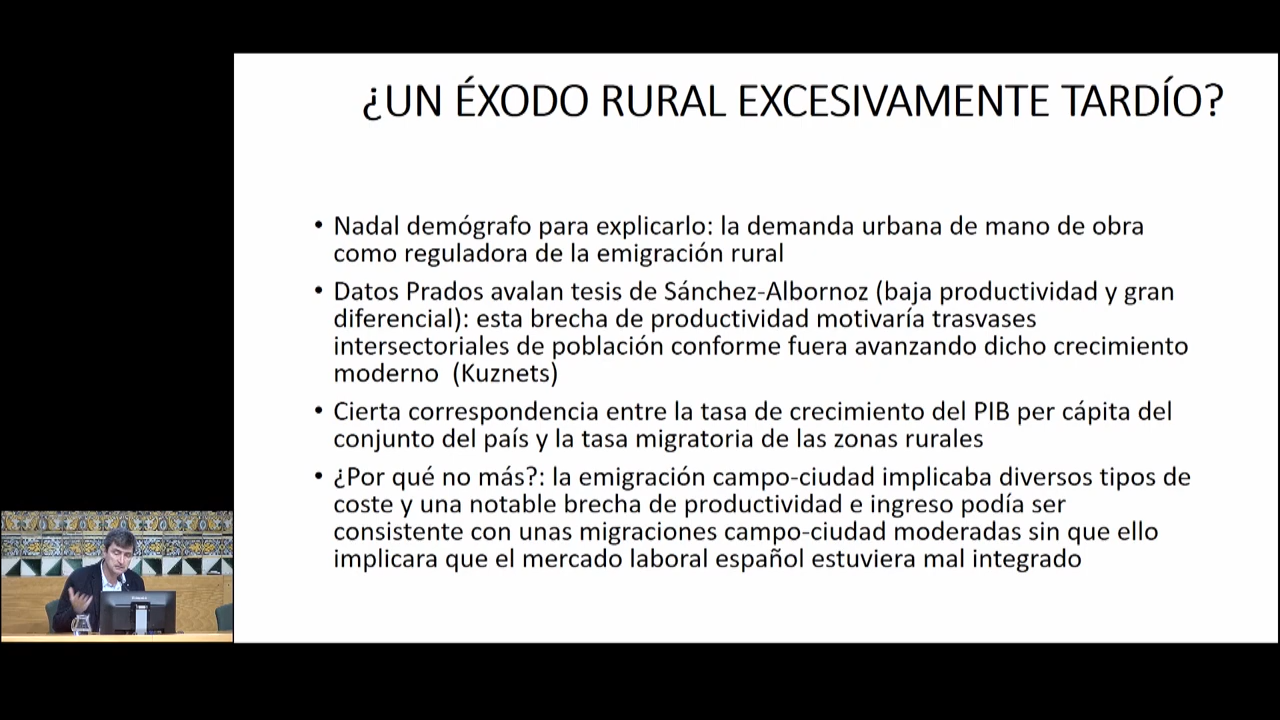 ¿UN ÉXODO RURAL EXCESIVAMENTE TARDÍO?
• Nadal demógrafo para explicarlo: la demanda urbana de mano de obra
como reguladora de la emigración rural
• Datos Prados avalan tesis de Sánchez-Albornoz (baja productividad y gran
diferencial): esta brecha de productividad motivaría trasvases
intersectoriales de población conforme fuera avanzando dicho crecimiento
moderno  (Kuznets)
• Cierta correspondencia entre la tasa de crecimiento del PIB per cápita del
conjunto del país y la tasa migratoria de las zonas rurales
• ¿Por qué no más?: la emigración campo-ciudad implicaba diversos tipos de
coste y una notable brecha de productividad e ingreso podía ser
consistente con unas migraciones campo-ciudad moderadas sin que ello
implicara que el mercado laboral español estuviera mal integrado